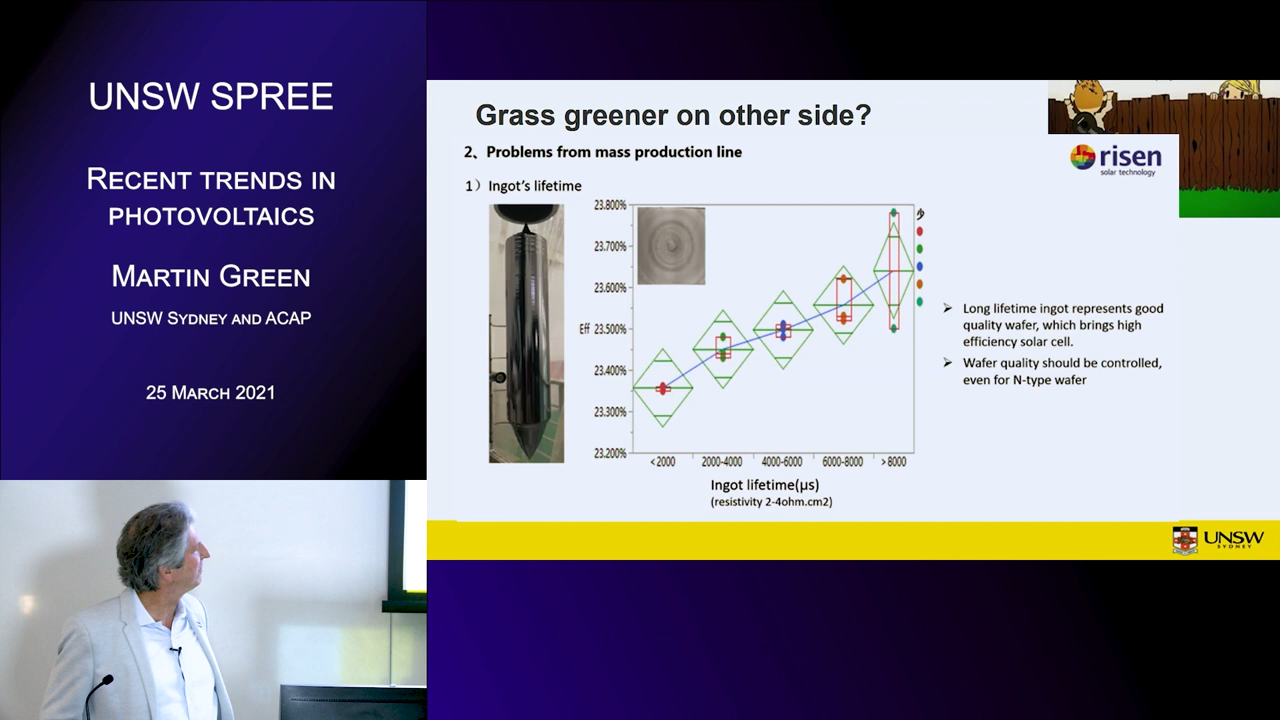 UNSW SPREE
RECENT TRENDS IN
PHOTOVOLTAICS
MARTIN GREEN
UNSW SYDNEY AND ACAP
25 MARCH 2021
Grass greener on other side?
2、Problems from mass production line
risen
solar technology
1）Ingot's lifetime
23.800%
23.700%
23.600%
23.500%
23.400%
23.300%
23.200%
Eff
<2000
2000-4000
4000-6000
6000-8000
>8000
Ingot lifetime(μs)
(resistivity 2-4ohm.cm2)
➢ Long lifetime ingot represents good
quality wafer, which brings high
efficiency solar cell.
➢ Wafer quality should be controlled,
even for N-type wafer
UNSW
SYDNEY